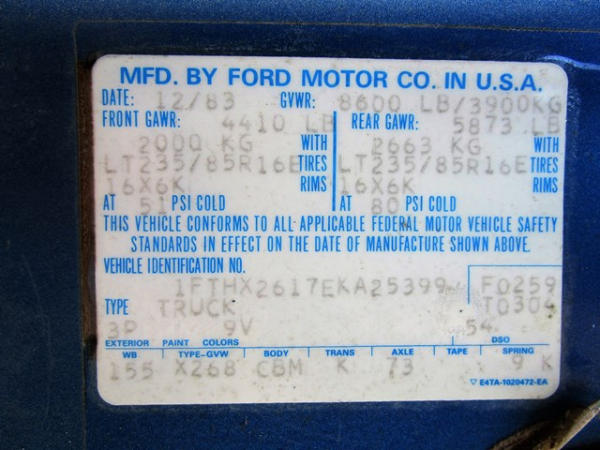 MFD. BY FORD MOTOR CO. IN U.S.A.
DATE: 12/83 GVWR: 8600 LB/3900KG
FRONT GAWR: 4410 LB REAR GAWR: 5873 LB
2000 KG WITH 2663 KG WITH
LT235/85R16E TIRES LT235/85R16E TIRES
16X6K RIMS 16X6K RIMS
AT 51 PSI COLD AT 80 PSI COLD
THIS VEHICLE CONFORMS TO ALL APPLICABLE FEDERAL MOTOR VEHICLE SAFETY
STANDARDS IN EFFECT ON THE DATE OF MANUFACTURE SHOWN ABOVE.
VEHICLE IDENTIFICATION NO.
1FTHX2617EKA25399 F0259
TYPE TRUCK T0304
3P 9V 54
EXTERIOR PAINT COLORS DSO
WB TYPE-GVW BODY TRANS AXLE TAPE SPRING
155 X268 CBM K 73 9 K
▽ E4TA-1020472-EA